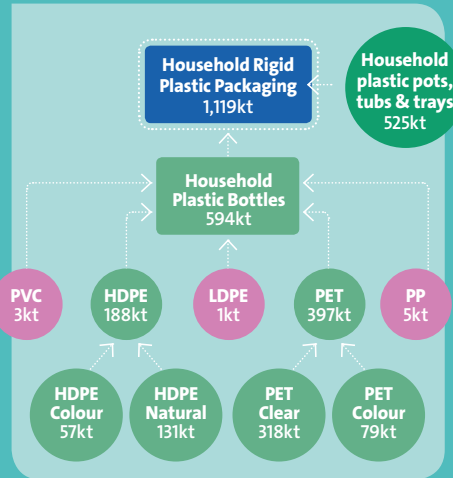 Household Rigid
Plastic Packaging
1,119kt
Household
plastic pots,
tubs & trays
525kt
Household
Plastic Bottles
594kt
PVC
3kt
HDPE
188kt
LDPE
1kt
PET
397kt
PP
5kt
HDPE
Colour
57kt
HDPE
Natural
131kt
PET
Clear
318kt
PET
Colour
79kt